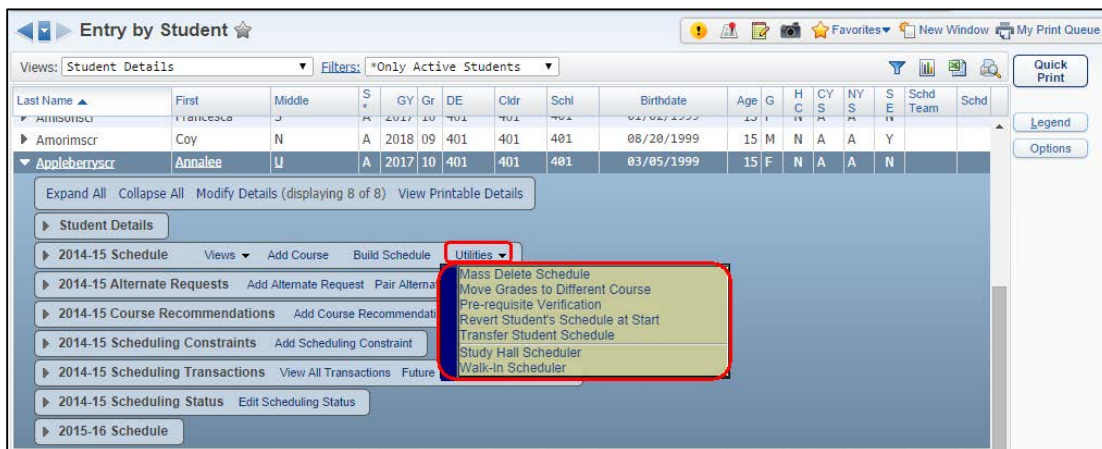 Entry by Student
Favorites New Window My Print Queue
Views: Student Details Filters: *Only Active Students
Quick Print
Last Name First Middle S * GY Gr DE Cldr Schl Birthdate Age G H C CY S NY S S E Schd Team Schd
Legend
Amorimscr Coy N A 2018 09 401 401 401 08/20/1999 15 M N A A Y
Options
Appleberryscr Annalee U A 2017 10 401 401 401 03/05/1999 15 F N A A N
Expand All Collapse All Modify Details (displaying 8 of 8) View Printable Details
Student Details
2014-15 Schedule Views Add Course Build Schedule Utilities
Mass Delete Schedule
2014-15 Alternate Requests Add Alternate Request Pair Alterna
Move Grades to Different Course
Pre-requisite Verification
2014-15 Course Recommendations Add Course Recommendati
Revert Student's Schedule at Start
Transfer Student Schedule
2014-15 Scheduling Constraints Add Scheduling Constraint
Study Hall Scheduler
Walk-In Scheduler
2014-15 Scheduling Transactions View All Transactions Future
2014-15 Scheduling Status Edit Scheduling Status
2015-16 Schedule